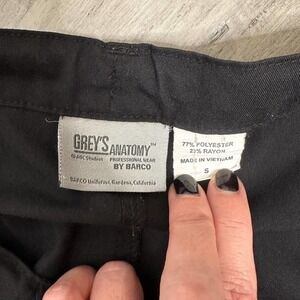 GREY'S
ANATOMY™
© ABC Studios
PROFESSIONAL WEAR
BY BARCO
BARCO Uniforms, Gardena, California
77% POLYESTER
23% RAYON
MADE IN VIETNAM
S